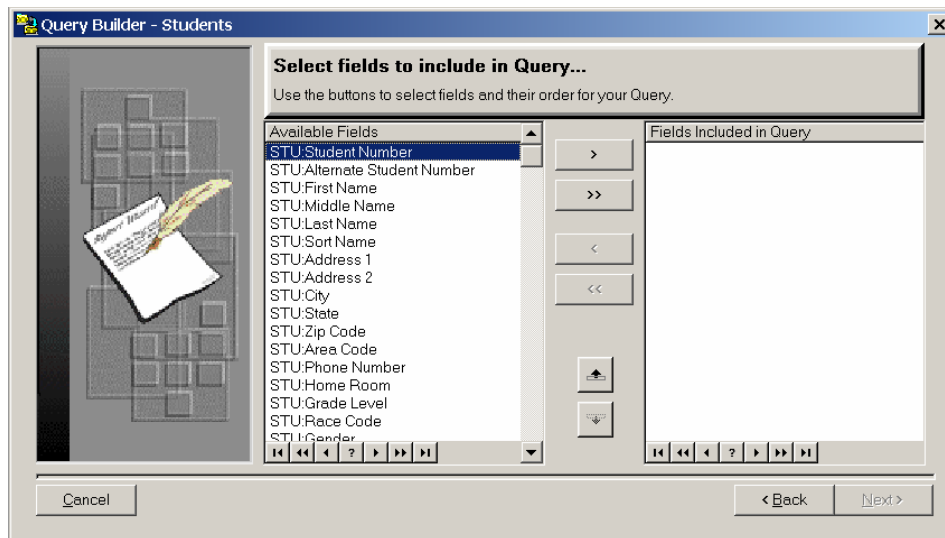 Query Builder - Students
Select fields to include in Query...
Use the buttons to select fields and their order for your Query.
Available Fields
STU:Student Number
STU:Alternate Student Number
STU:First Name
STU:Middle Name
STU:Last Name
STU:Sort Name
STU:Address 1
STU:Address 2
STU:City
STU:State
STU:Zip Code
STU:Area Code
STU:Phone Number
STU:Home Room
STU:Grade Level
STU:Race Code
STU:Gender
>
>>
<
<<
Fields Included in Query
?
?
Cancel
< Back
Next >